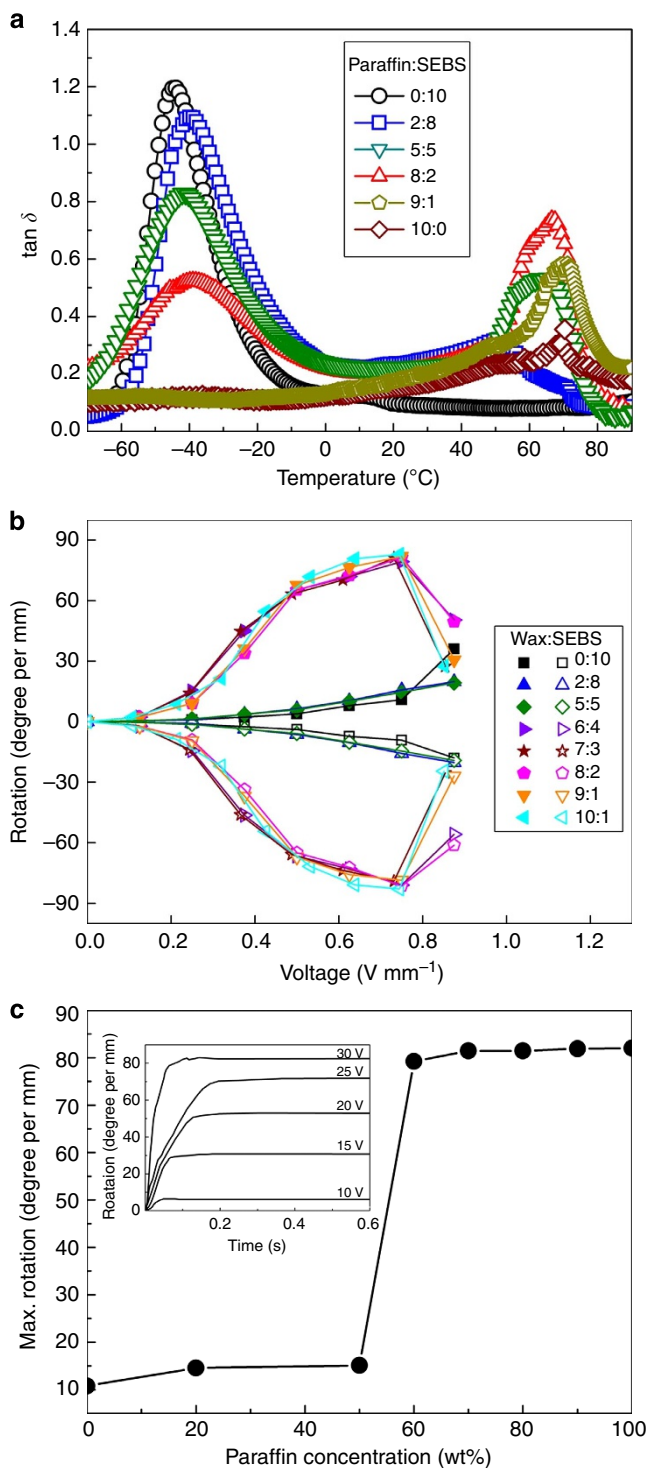 a
1.4
1.2
1.0
0.8
0.6
0.4
0.2
0.0
tan δ
Paraffin:SEBS
0:10
2:8
5:5
8:2
9:1
10:0
−60 −40 −20 0 20 40 60 80
Temperature (°C)
b
90
60
30
0
−30
−60
−90
Rotation (degree per mm)
Wax:SEBS
0:10
2:8
5:5
6:4
7:3
8:2
9:1
10:1
0.0 0.2 0.4 0.6 0.8 1.0 1.2
Voltage (V mm−1)
c
90
80
70
60
50
40
30
20
10
Max. rotation (degree per mm)
80
60
40
20
0
Roataion (degree per mm)
30 V
25 V
20 V
15 V
10 V
0.2 0.4 0.6
Time (s)
0 20 40 60 80 100
Paraffin concentration (wt%)